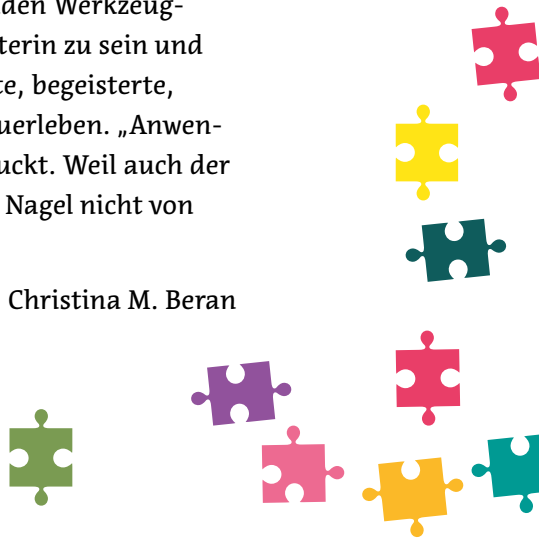 den Werkzeug-
terin zu sein und
te, begeisterte,
uerleben. „Anwen-
uckt. Weil auch der
Nagel nicht von
Christina M. Beran